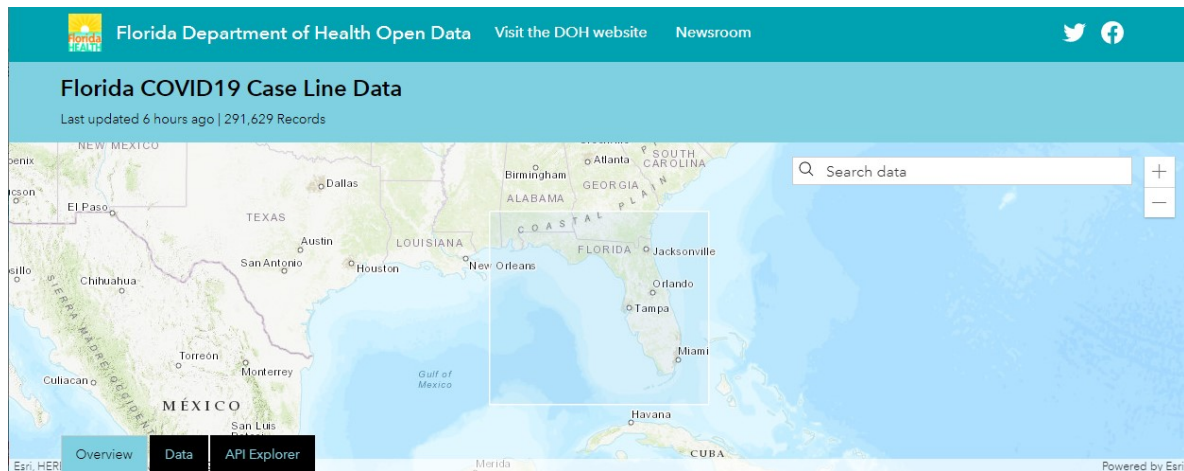 Florida
HEALTH
Florida Department of Health Open Data
Visit the DOH website
Newsroom
Florida COVID19 Case Line Data
Last updated 6 hours ago | 291,629 Records
Search data
+
−
NEW MEXICO
Atlanta
SOUTH
CAROLINA
Birmingham
Dallas
GEORGIA
El Paso
ALABAMA
TEXAS
COASTAL PLAIN
Austin
LOUISIANA
FLORIDA
Jacksonville
San Antonio
Houston
New Orleans
Chihuahua
Orlando
Tampa
SIERRA MADRE OCCIDENT
Torreón
Miami
Monterrey
Gulf of
Mexico
Culiacan
MÉXICO
Havana
San Luis
CUBA
Merida
Overview
Data
API Explorer
Esri, HER
Powered by Esri